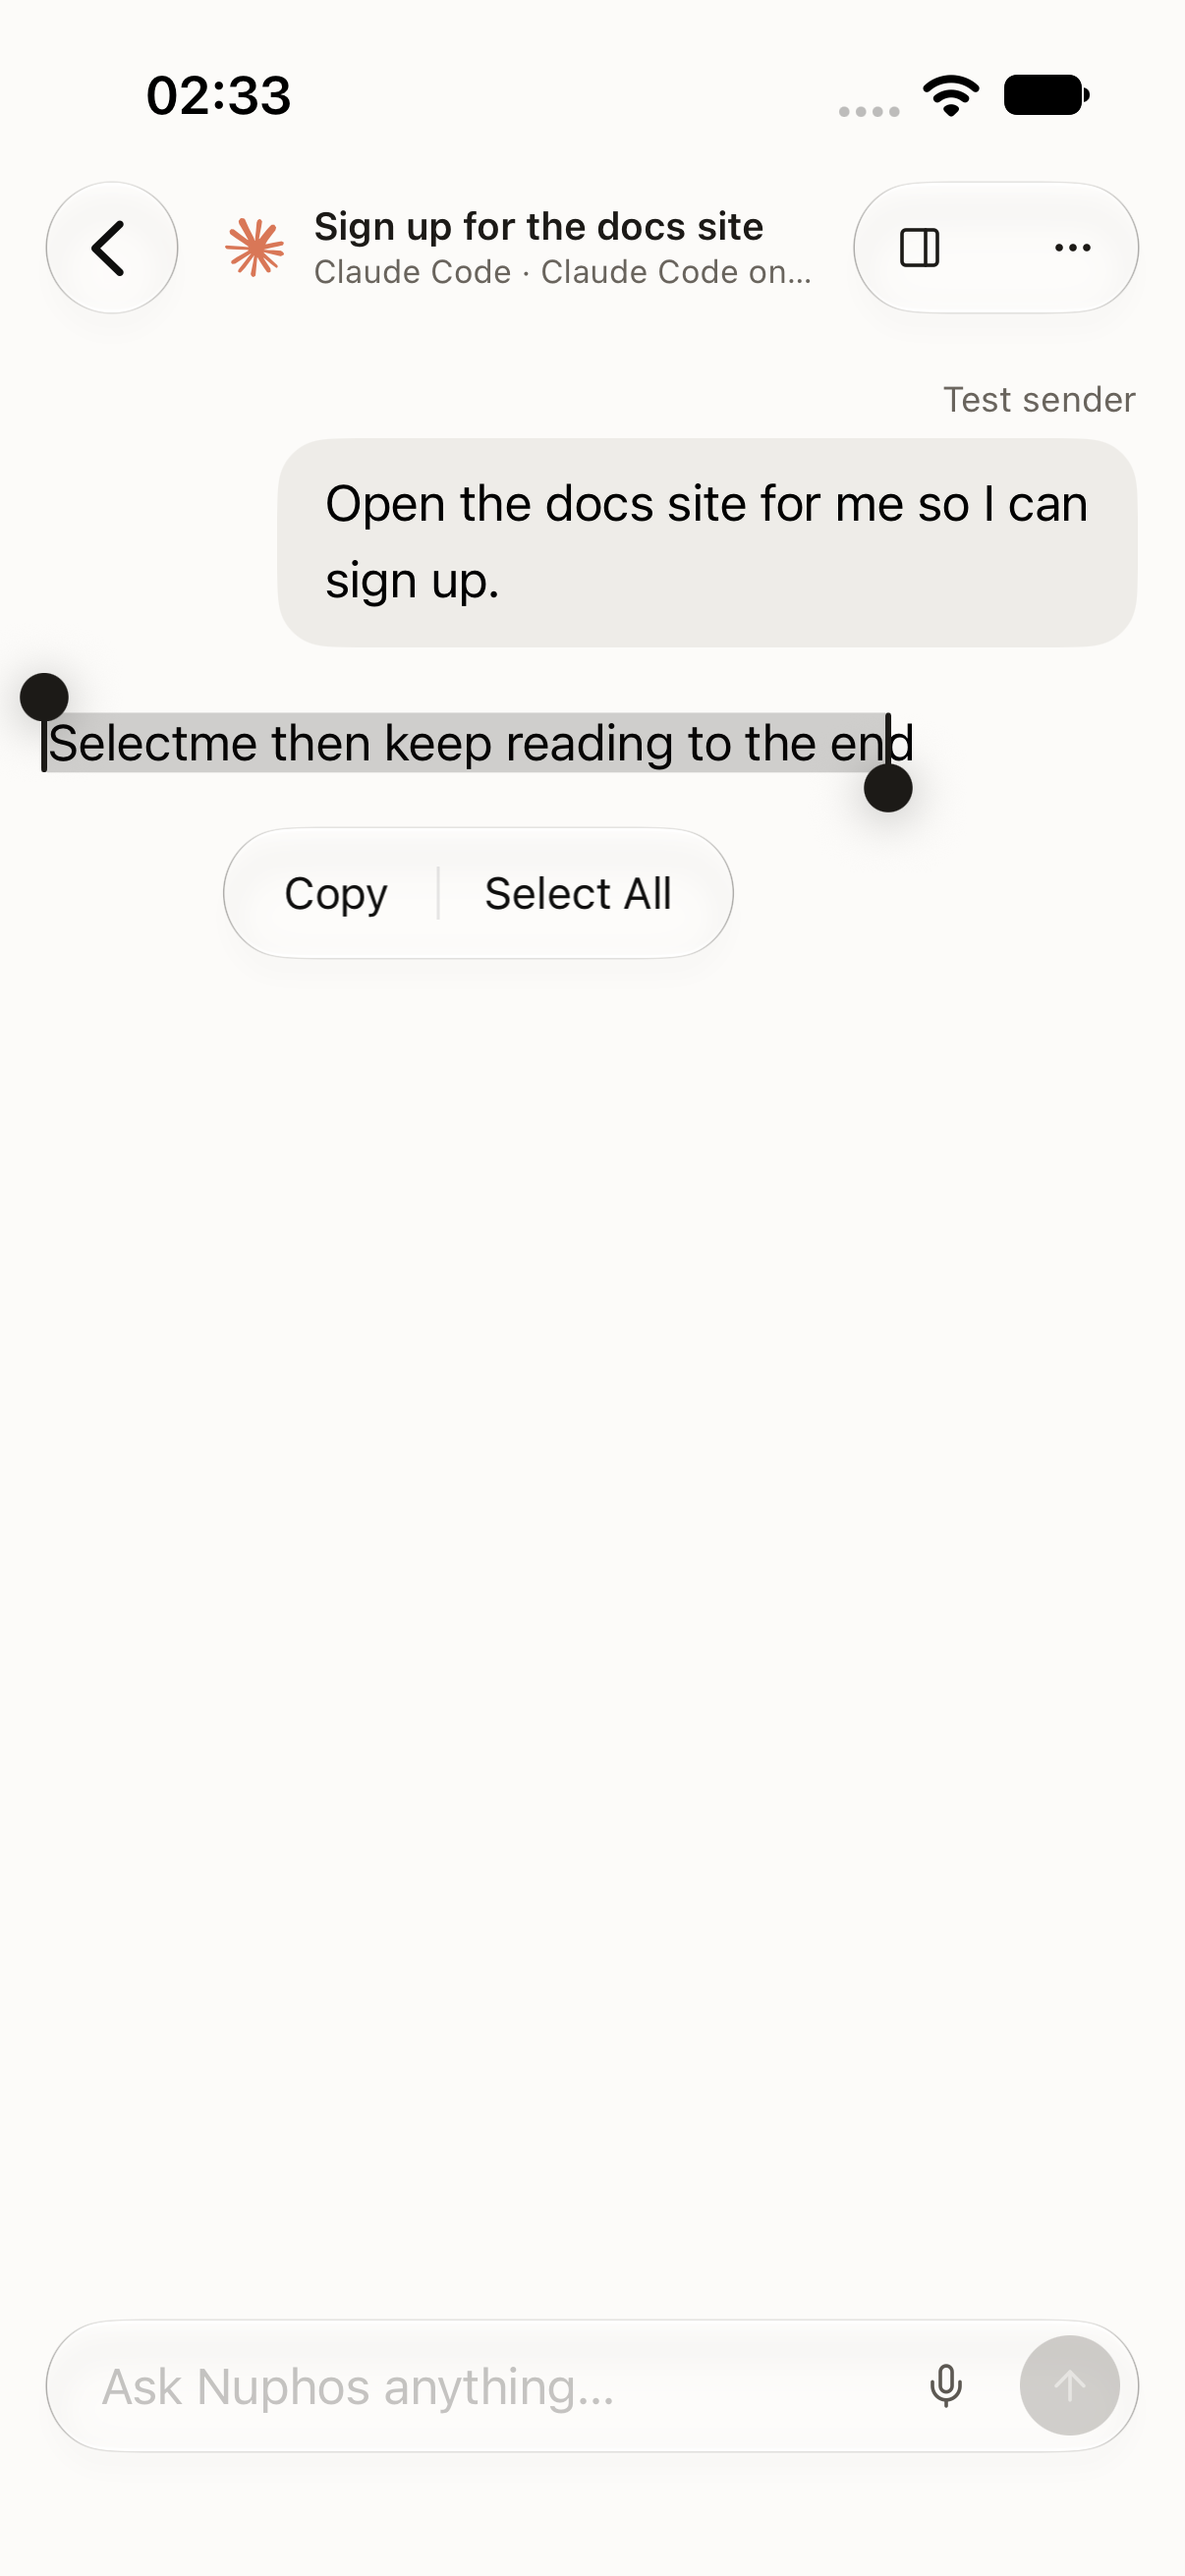 02:33
Sign up for the docs site
Claude Code · Claude Code on...
Test sender
Open the docs site for me so I can
sign up.
Selectme then keep reading to the end
Copy
Select All
Ask Nuphos anything...